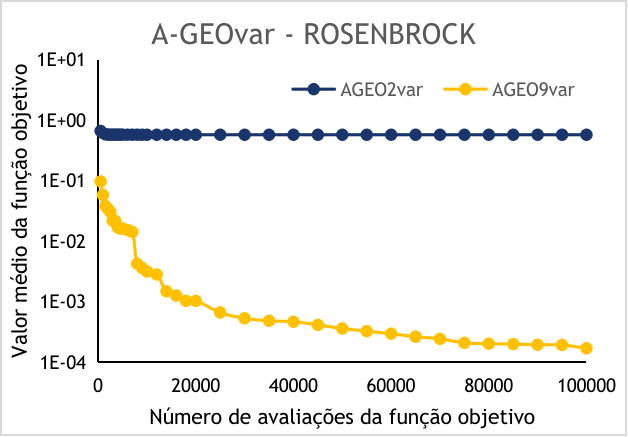 A-GEOvar - ROSENBROCK
AGEO2var
AGEO9var
Valor médio da função objetivo
1E+01
1E+00
1E-01
1E-02
1E-03
1E-04
0 20000 40000 60000 80000 100000
Número de avaliações da função objetivo